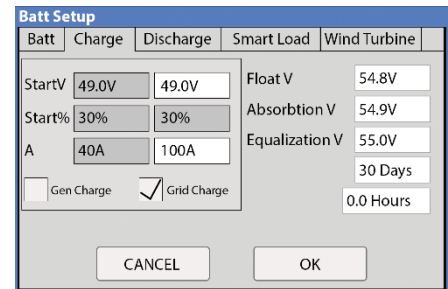 Batt Setup
Batt Charge Discharge Smart Load Wind Turbine
StartV 49.0V 49.0V
Start% 30% 30%
A 40A 100A
Gen Charge Grid Charge
Float V 54.8V
Absorbtion V 54.9V
Equalization V 55.0V
30 Days
0.0 Hours
CANCEL OK